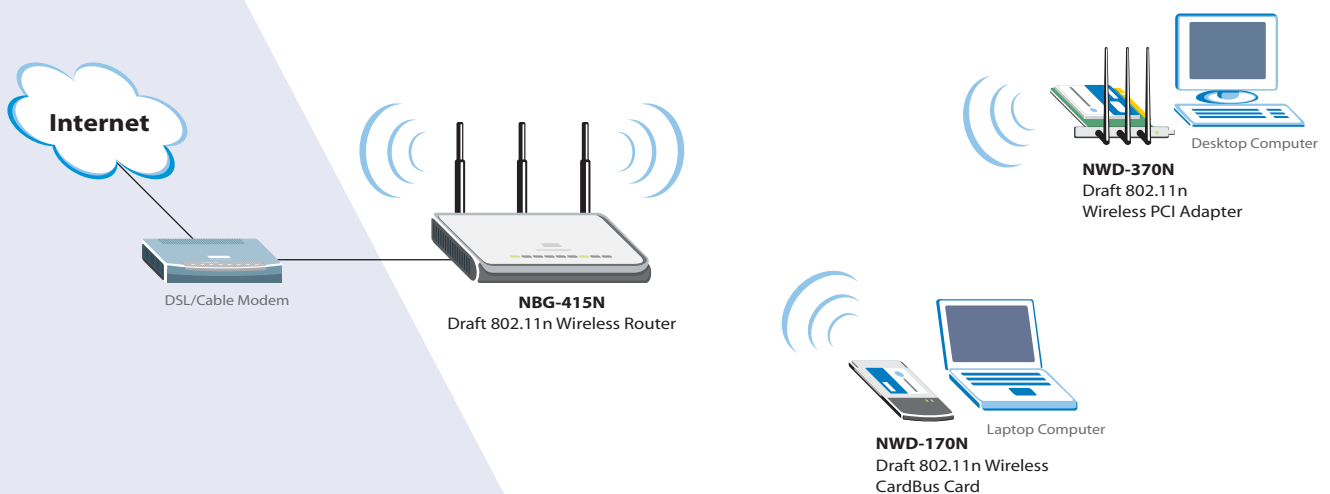 Internet
DSL/Cable Modem
NBG-415N
Draft 802.11n Wireless Router
Desktop Computer
NWD-370N
Draft 802.11n
Wireless PCI Adapter
Laptop Computer
NWD-170N
Draft 802.11n Wireless
CardBus Card